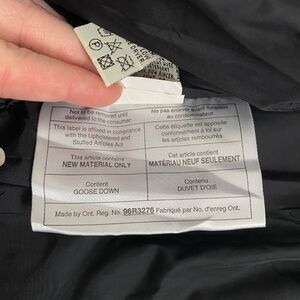 Not to be removed until
delivered to the consumer
Ne pas enlever avant livraison
au consommateur
This label is affixed in compliance
with the Upholstered and
Stuffed Articles Act
Cette étiquette est apposée
conformément à loi sur
les articles rembourrés
This article contains
NEW MATERIAL ONLY
Cet article contient
MATÉRIAU NEUF SEULEMENT
Content
GOOSE DOWN
Contenu
DUVET D'OIE
Made by Ont. Reg. No. 96R3276 Fabriqué par No. d'enreg Ont.